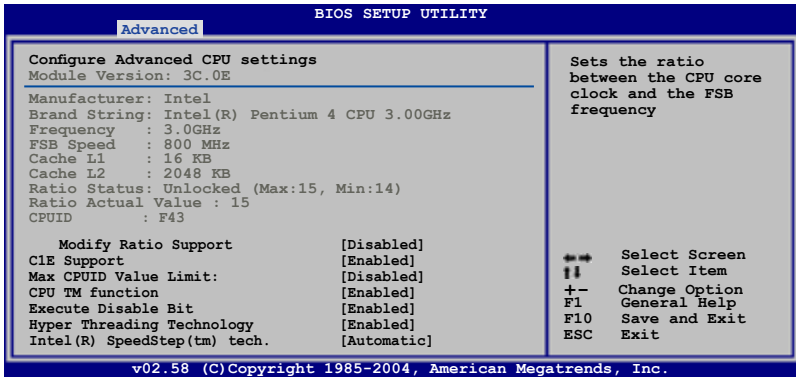 BIOS SETUP UTILITY
Advanced
Configure Advanced CPU settings
Module Version: 3C.0E
Manufacturer: Intel
Brand String: Intel(R) Pentium 4 CPU 3.00GHz
Frequency : 3.0GHz
FSB Speed : 800 MHz
Cache L1 : 16 KB
Cache L2 : 2048 KB
Ratio Status: Unlocked (Max:15, Min:14)
Ratio Actual Value : 15
CPUID : F43
Modify Ratio Support [Disabled]
C1E Support [Enabled]
Max CPUID Value Limit: [Disabled]
CPU TM function [Enabled]
Execute Disable Bit [Enabled]
Hyper Threading Technology [Enabled]
Intel(R) SpeedStep(tm) tech. [Automatic]
Sets the ratio
between the CPU core
clock and the FSB
frequency
Select Screen
Select Item
+- Change Option
F1 General Help
F10 Save and Exit
ESC Exit
v02.58 (C)Copyright 1985-2004, American Megatrends, Inc.